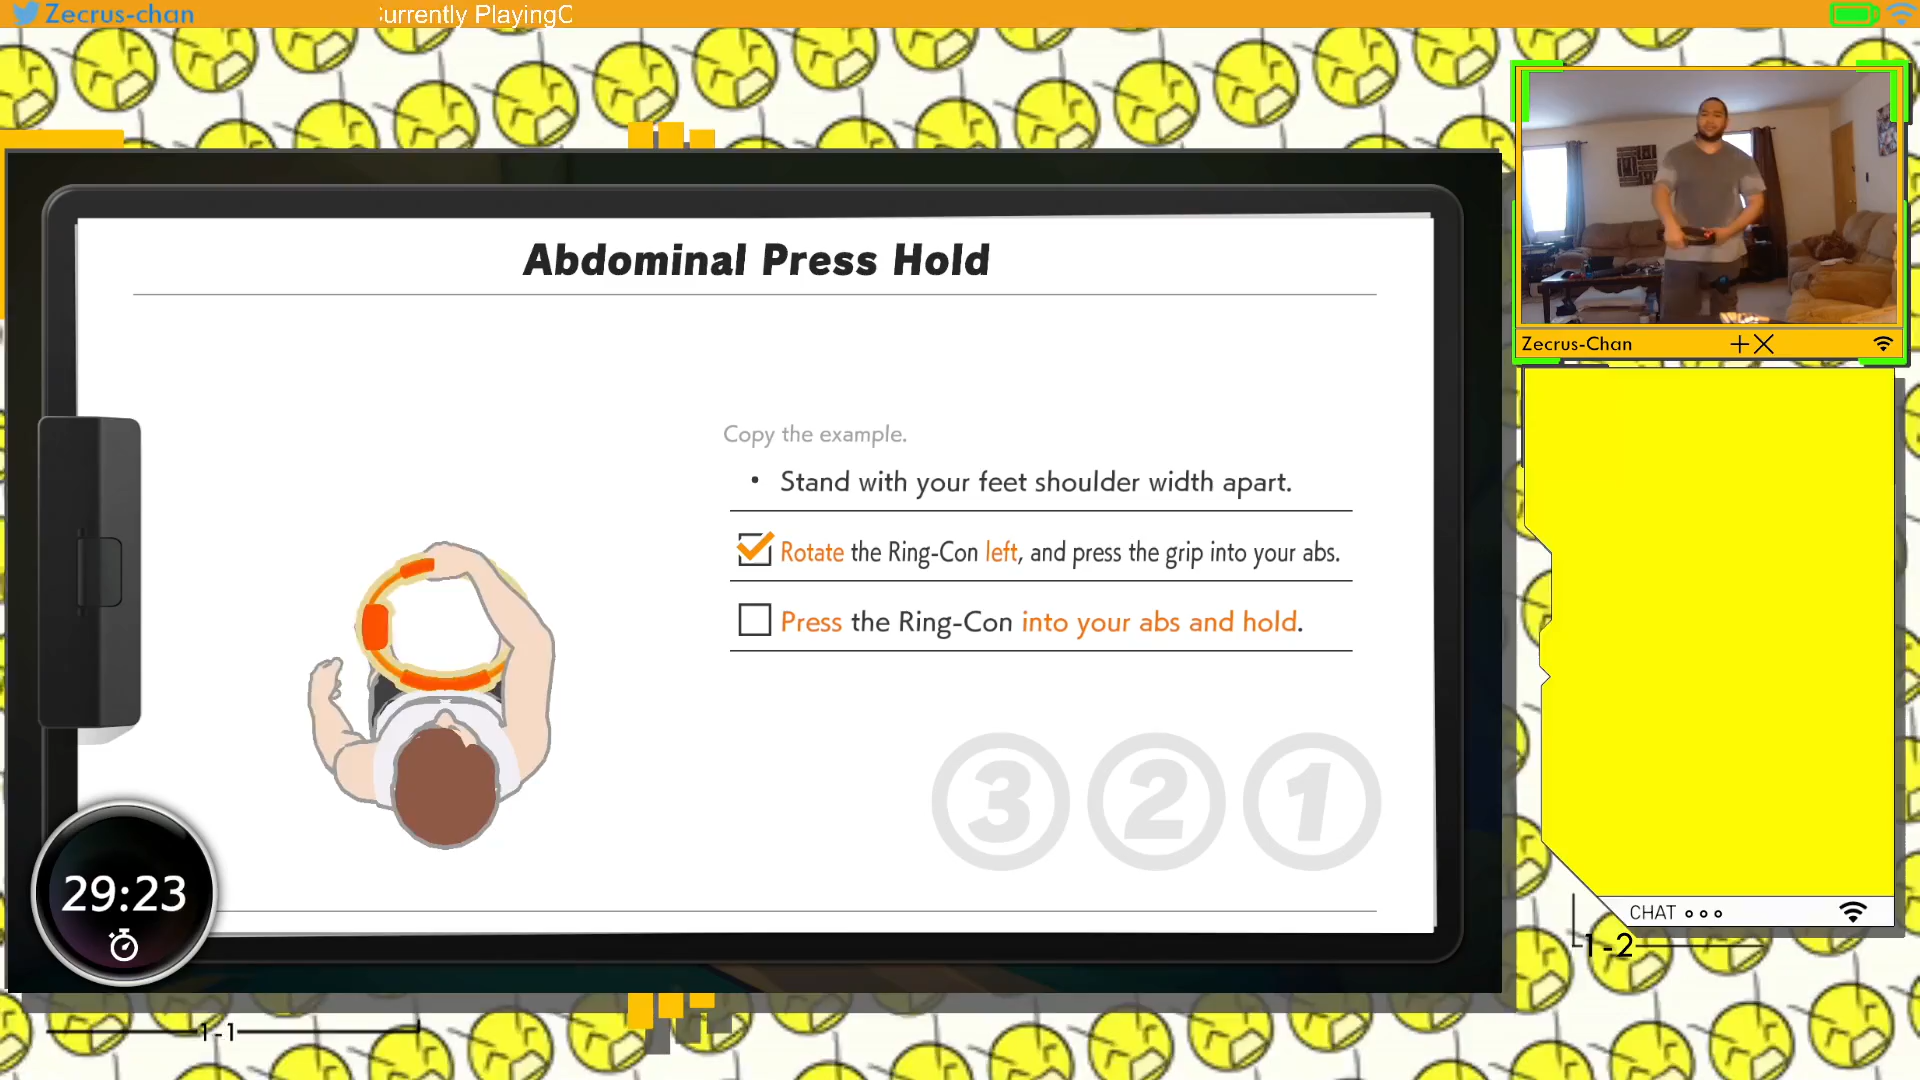 Zecrus-chan
Currently PlayingC
Abdominal Press Hold
Copy the example.
• Stand with your feet shoulder width apart.
Rotate the Ring-Con left, and press the grip into your abs.
Press the Ring-Con into your abs and hold.
3 2 1
29:23
Zecrus-Chan
CHAT
1-2
1-1